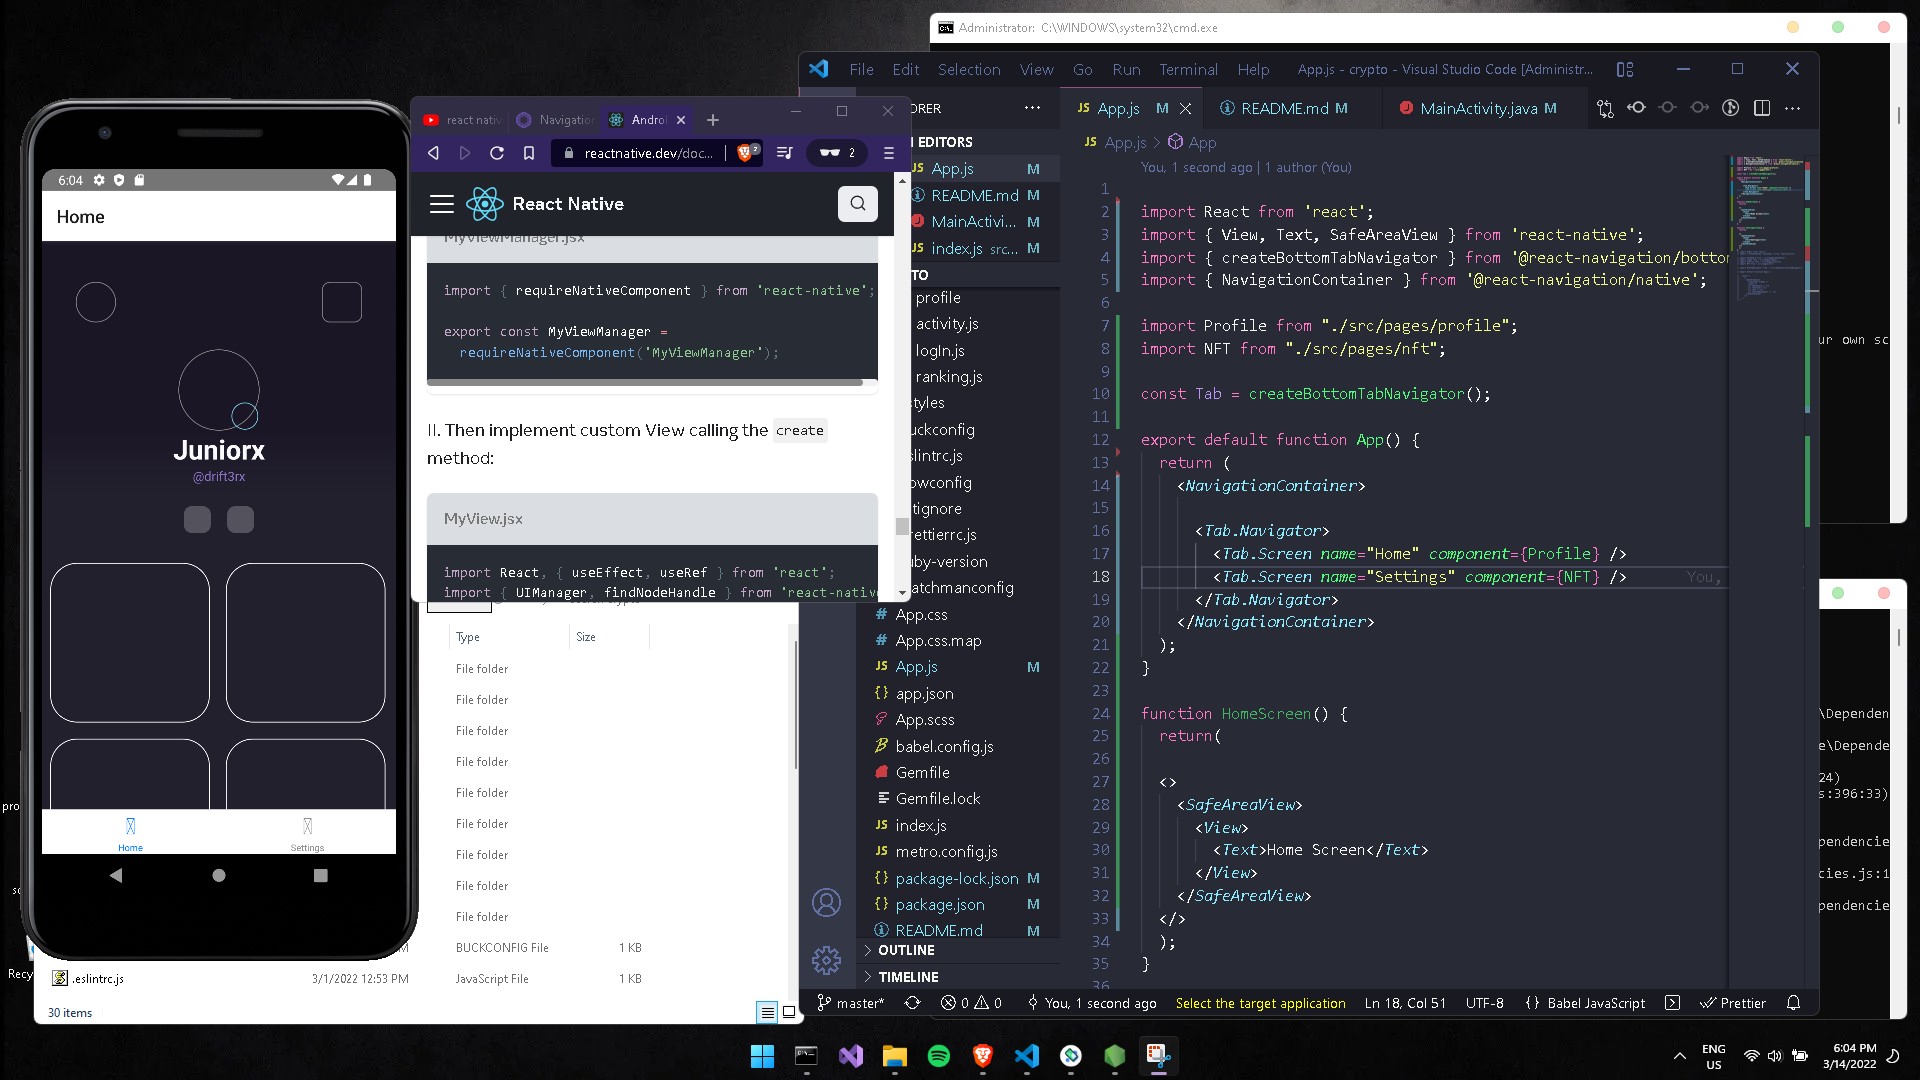 Administrator: C:\WINDOWS\system32\cmd.exe
File Edit Selection View Go Run Terminal Help App.js - crypto - Visual Studio Code [Administr...
ORER ...
App.js M
README.md M
MainActivity.java M
EDITORS
App.js M
README.md M
MainActivi... M
index.js src... M
TO
profile
activity.js
logIn.js
ranking.js
styles
uckconfig
slintrc.js
owconfig
tignore
rettierrc.js
uby-version
atchmanconfig
App.css
App.css.map
App.js M
app.json
App.scss
babel.config.js
Gemfile
Gemfile.lock
index.js
metro.config.js
package-lock.json M
package.json M
README.md M
OUTLINE
TIMELINE
App.js > App
You, 1 second ago | 1 author (You)
1
2 import React from 'react';
3 import { View, Text, SafeAreaView } from 'react-native';
4 import { createBottomTabNavigator } from '@react-navigation/botto
5 import { NavigationContainer } from '@react-navigation/native';
6
7 import Profile from "./src/pages/profile";
8 import NFT from "./src/pages/nft";
9
10 const Tab = createBottomTabNavigator();
11
12 export default function App() {
13 return (
14 <NavigationContainer>
15
16 <Tab.Navigator>
17 <Tab.Screen name="Home" component={Profile} />
18 <Tab.Screen name="Settings" component={NFT} /> You,
19 </Tab.Navigator>
20 </NavigationContainer>
21 );
22 }
23
24 function HomeScreen() {
25 return(
26
27 <>
28 <SafeAreaView>
29 <View>
30 <Text>Home Screen</Text>
31 </View>
32 </SafeAreaView>
33 </>
34 );
35 }
36
master* 0 0 You, 1 second ago Select the target application Ln 18, Col 51 UTF-8 {} Babel JavaScript Prettier
react nativ
Navigation
Androi
reactnative.dev/doc...
2
React Native
MyViewManager.jsx
import { requireNativeComponent } from 'react-native';
export const MyViewManager =
requireNativeComponent('MyViewManager');
II. Then implement custom View calling the create
method:
MyView.jsx
import React, { useEffect, useRef } from 'react';
import { UIManager, findNodeHandle } from 'react-native
6:04
Home
Juniorx
@drift3rx
Home
Settings
Type Size
File folder
File folder
File folder
File folder
File folder
File folder
File folder
File folder
File folder
BUCKCONFIG File 1 KB
.eslintrc.js 3/1/2022 12:53 PM JavaScript File 1 KB
30 items
pro
Recy
ur own sc
\Dependen
e\Depende
24)
s:396:33)
pendencie
cies.js:1
ependencie
ENG
US
6:04 PM
3/14/2022